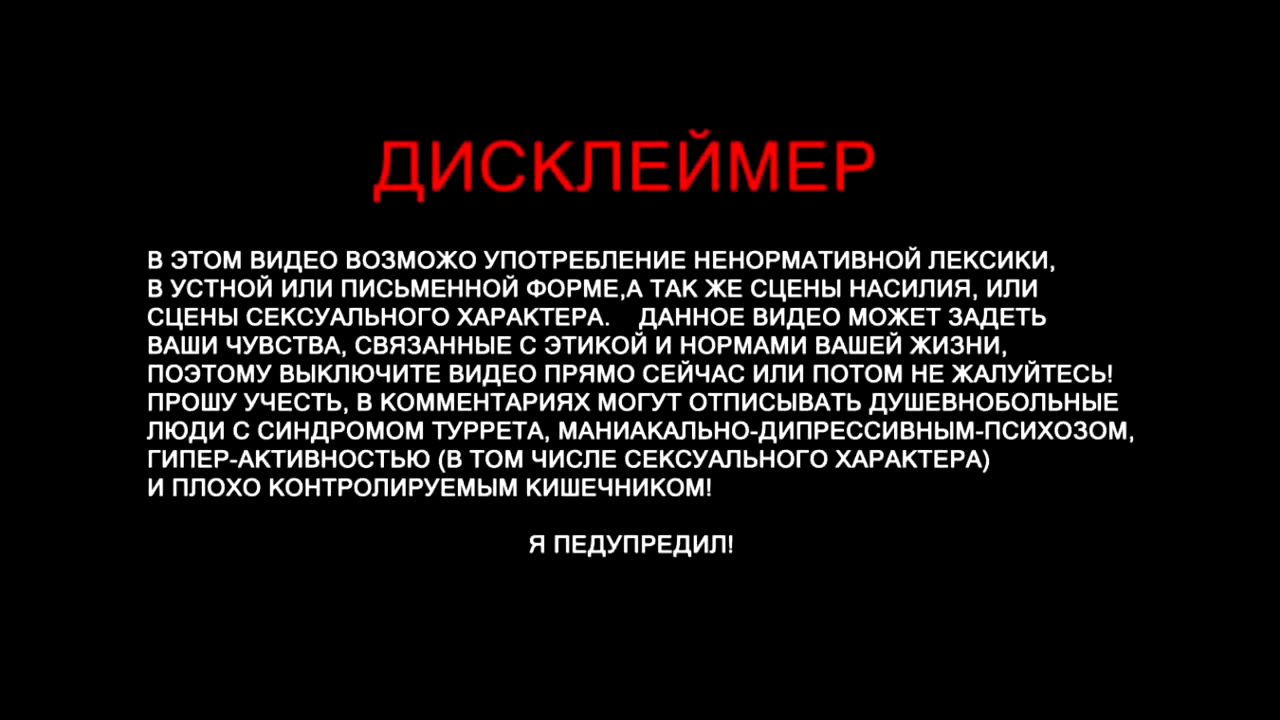 ДИСКЛЕЙМЕР
В ЭТОМ ВИДЕО ВОЗМОЖО УПОТРЕБЛЕНИЕ НЕНОРМАТИВНОЙ ЛЕКСИКИ,
В УСТНОЙ ИЛИ ПИСЬМЕННОЙ ФОРМЕ,А ТАК ЖЕ СЦЕНЫ НАСИЛИЯ, ИЛИ
СЦЕНЫ СЕКСУАЛЬНОГО ХАРАКТЕРА. ДАННОЕ ВИДЕО МОЖЕТ ЗАДЕТЬ
ВАШИ ЧУВСТВА, СВЯЗАННЫЕ С ЭТИКОЙ И НОРМАМИ ВАШЕЙ ЖИЗНИ,
ПОЭТОМУ ВЫКЛЮЧИТЕ ВИДЕО ПРЯМО СЕЙЧАС ИЛИ ПОТОМ НЕ ЖАЛУЙТЕСЬ!
ПРОШУ УЧЕСТЬ, В КОММЕНТАРИЯХ МОГУТ ОТПИСЫВАТЬ ДУШЕВНОБОЛЬНЫЕ
ЛЮДИ С СИНДРОМОМ ТУРРЕТА, МАНИАКАЛЬНО-ДИПРЕССИВНЫМ-ПСИХОЗОМ,
ГИПЕР-АКТИВНОСТЬЮ (В ТОМ ЧИСЛЕ СЕКСУАЛЬНОГО ХАРАКТЕРА)
И ПЛОХО КОНТРОЛИРУЕМЫМ КИШЕЧНИКОМ!
Я ПЕДУПРЕДИЛ!